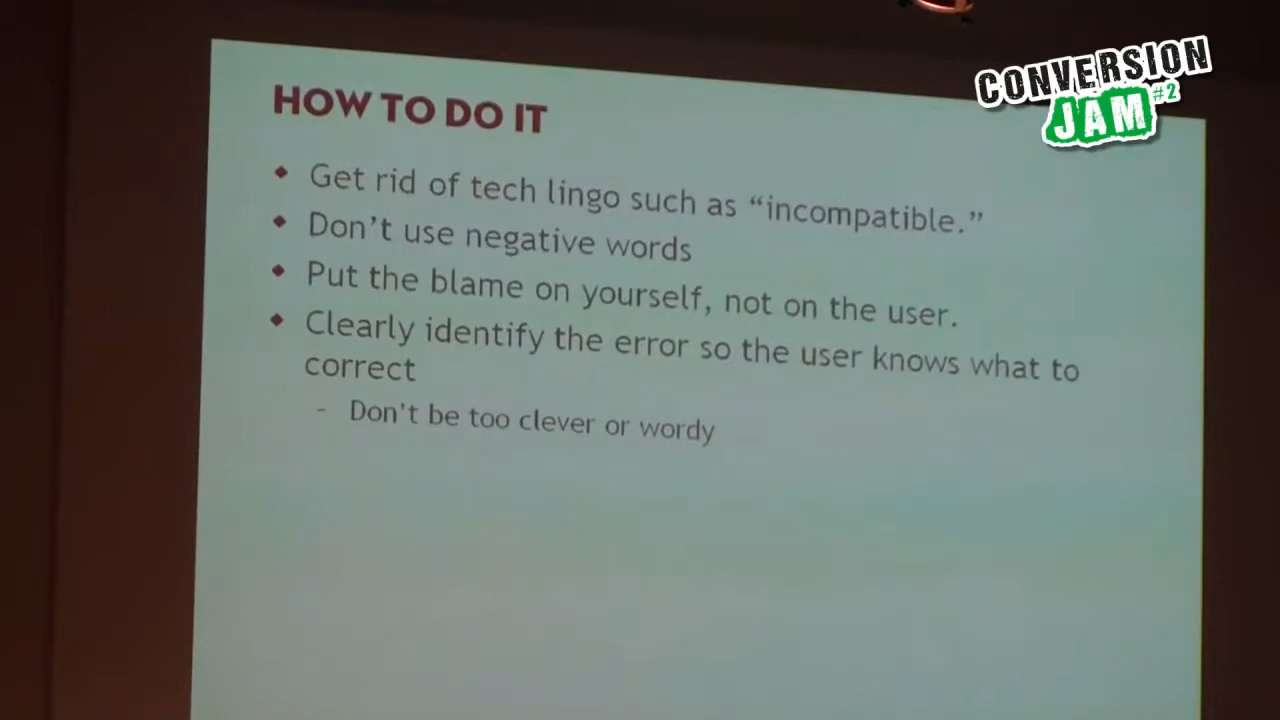 CONVERSION
JAM #2
HOW TO DO IT
Get rid of tech lingo such as “incompatible.”
Don’t use negative words
Put the blame on yourself, not on the user.
Clearly identify the error so the user knows what to
correct
- Don't be too clever or wordy